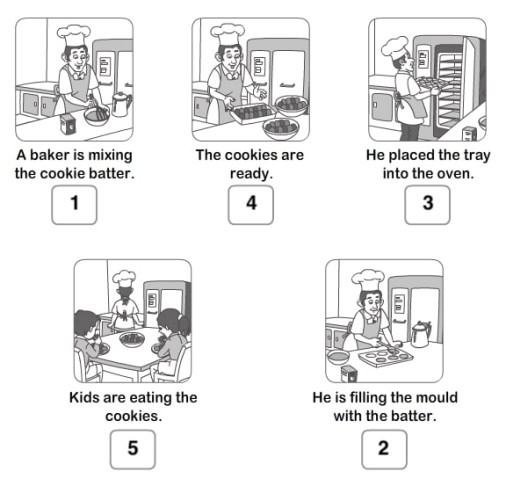 A baker is mixing
the cookie batter.
1
The cookies are
ready.
4
He placed the tray
into the oven.
3
Kids are eating the
cookies.
5
He is filling the mould
with the batter.
2